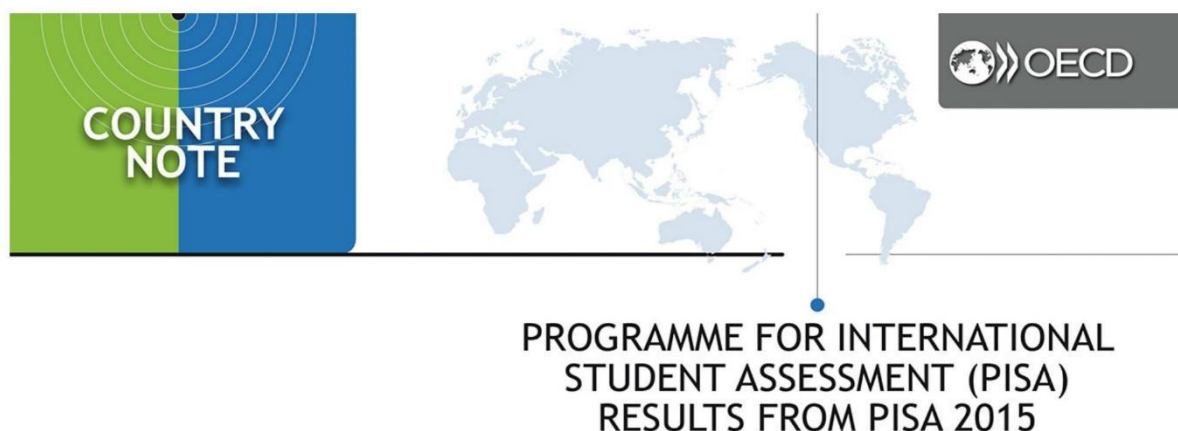 COUNTRY
NOTE
OECD
PROGRAMME FOR INTERNATIONAL
STUDENT ASSESSMENT (PISA)
RESULTS FROM PISA 2015